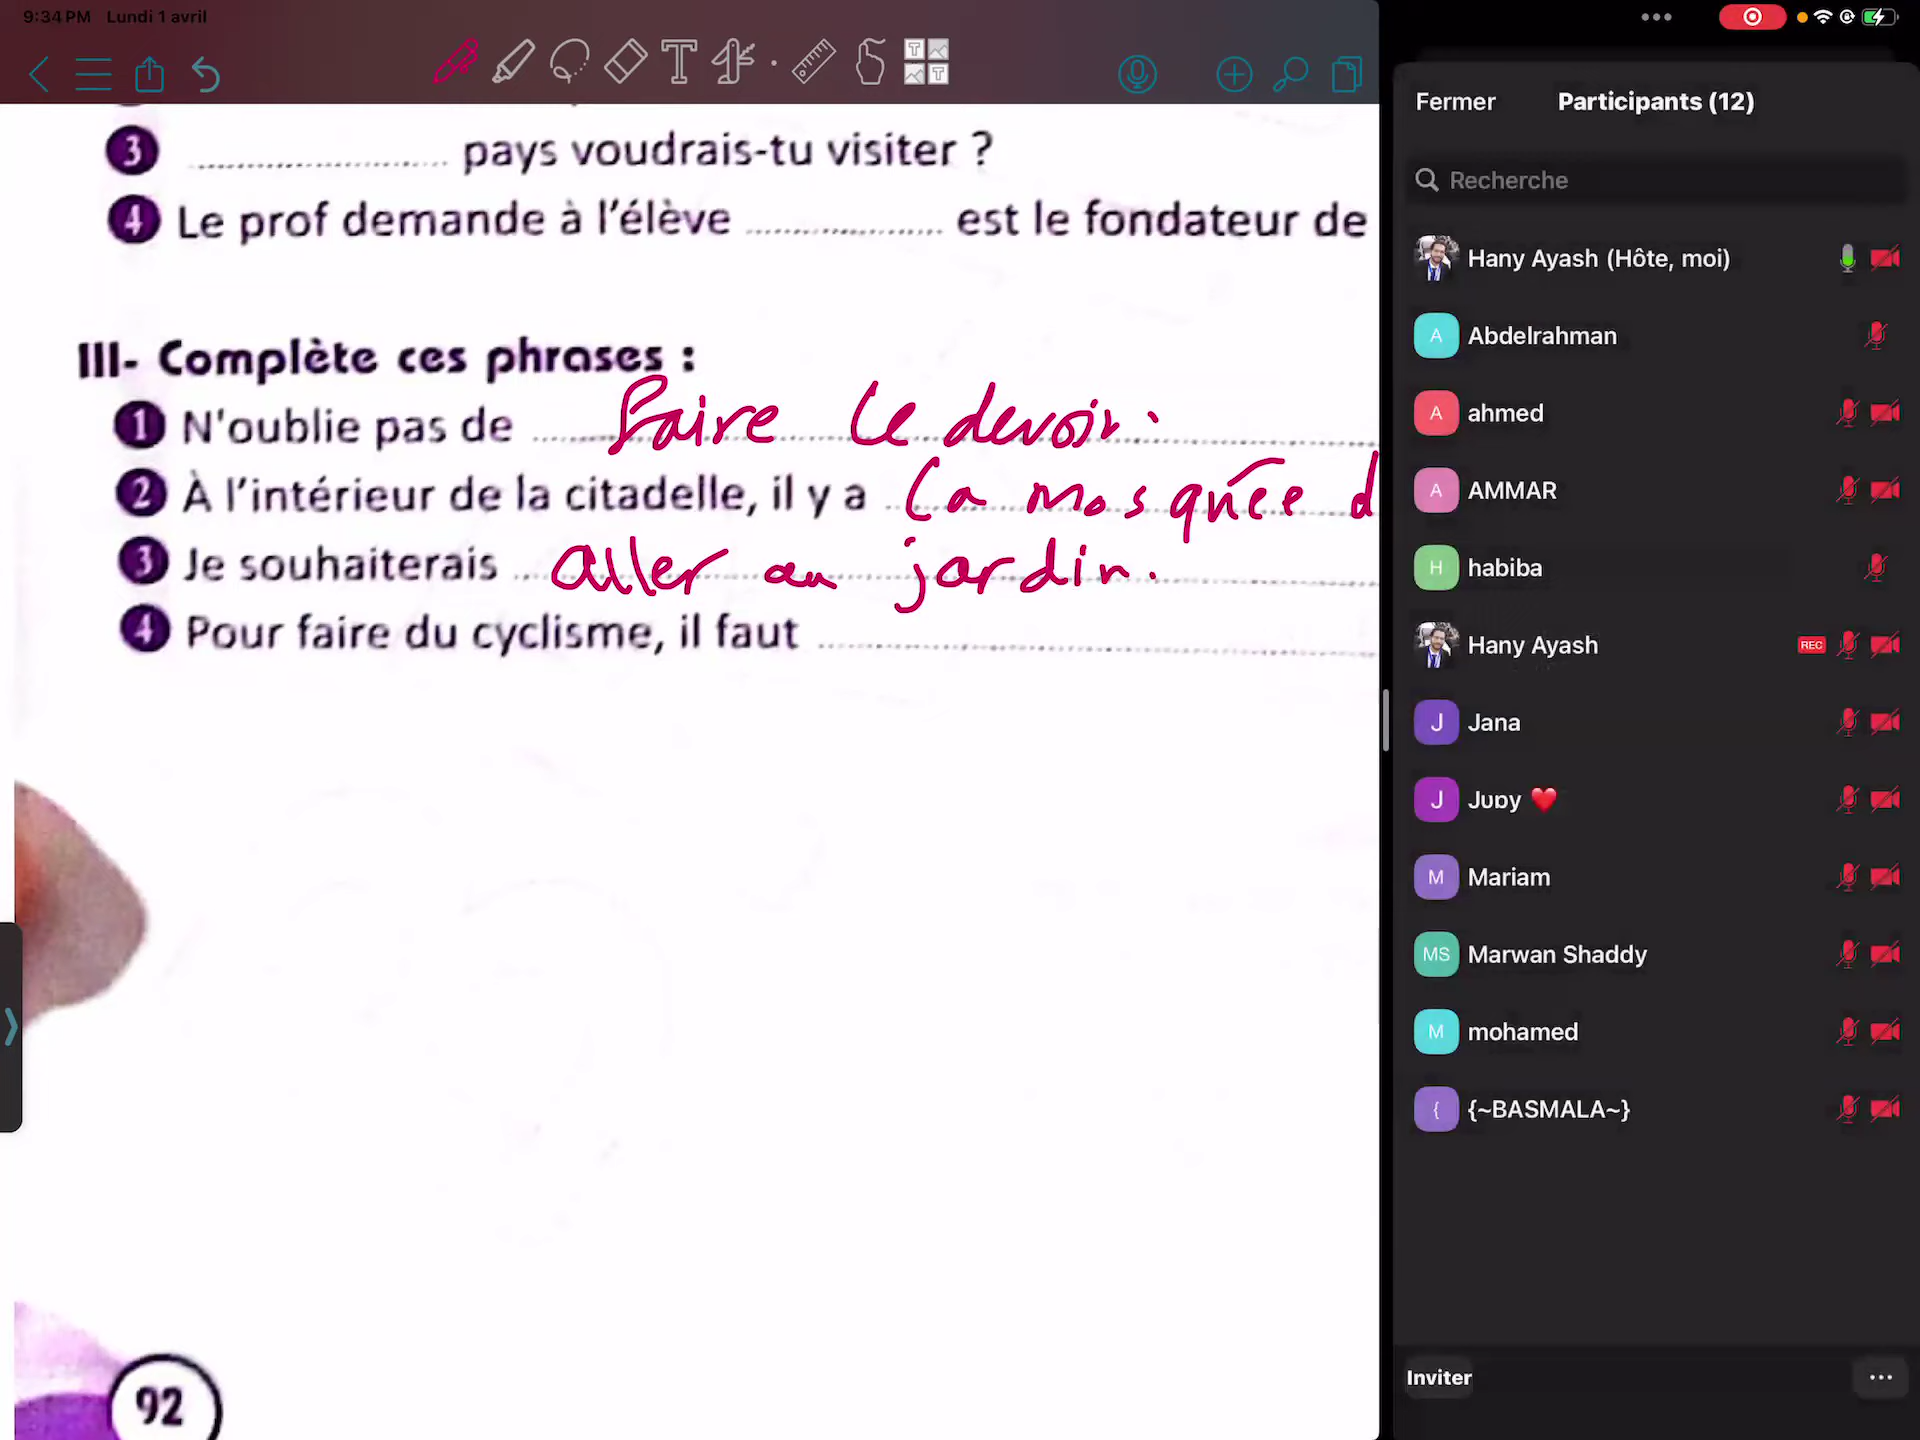 9:34 PM Lundi 1 avril
3 .................... pays voudrais-tu visiter ?
4 Le prof demande à l'élève .................... est le fondateur de
III- Complète ces phrases :
1 N'oublie pas de faire le devoir.
2 À l'intérieur de la citadelle, il y a la mosquée d
3 Je souhaiterais aller au jardin.
4 Pour faire du cyclisme, il faut ....................
92
Fermer Participants (12)
Recherche
Hany Ayash (Hôte, moi)
A Abdelrahman
A ahmed
A AMMAR
H habiba
Hany Ayash REC
J Jana
J Jupy ❤️
M Mariam
MS Marwan Shaddy
M mohamed
{ {~BASMALA~}
Inviter ...